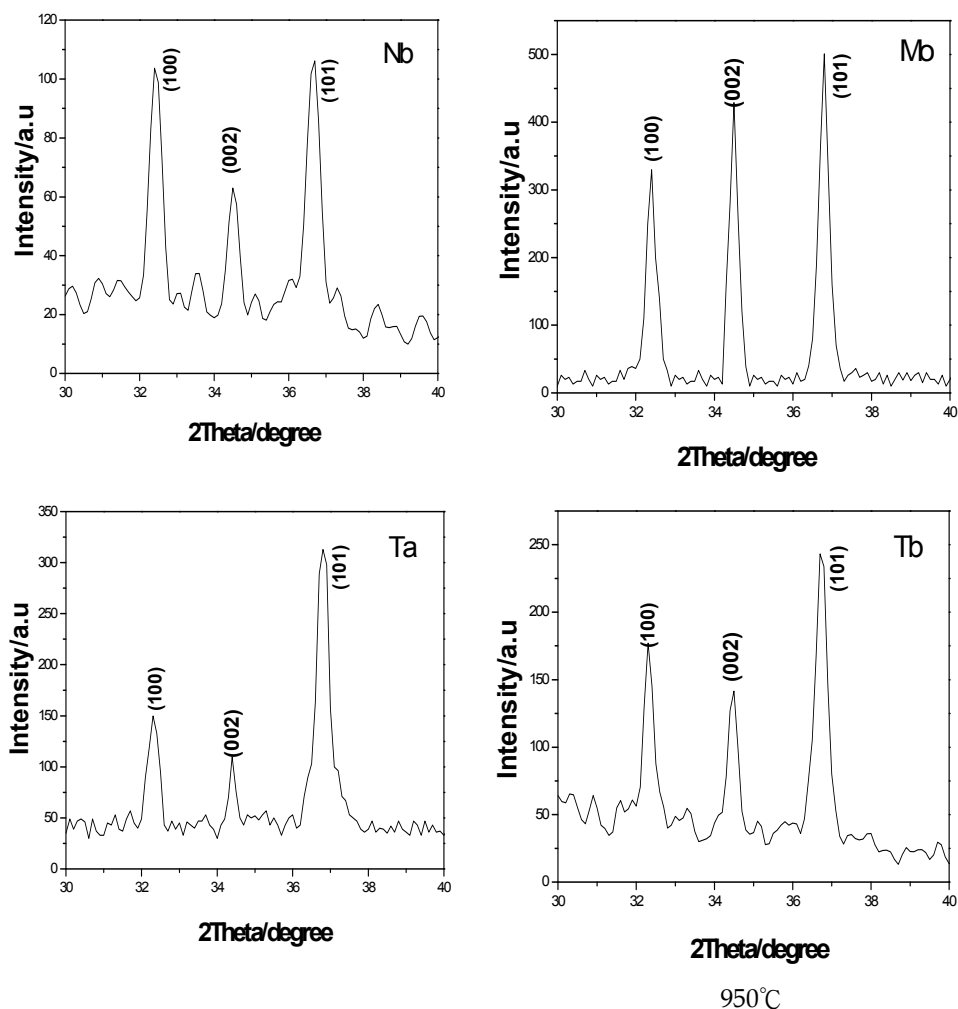 120
100
80
60
40
20
0
Intensity/a.u
Nb
(100)
(002)
(101)
30 32 34 36 38 40
2Theta/degree
500
400
300
200
100
0
Intensity/a.u
Mo
(100)
(002)
(101)
30 32 34 36 38 40
2Theta/degree
350
300
250
200
150
100
50
0
Intensity/a.u
Ta
(100)
(002)
(101)
30 32 34 36 38 40
2Theta/degree
250
200
150
100
50
0
Intensity/a.u
Tb
(100)
(002)
(101)
30 32 34 36 38 40
2Theta/degree
950℃